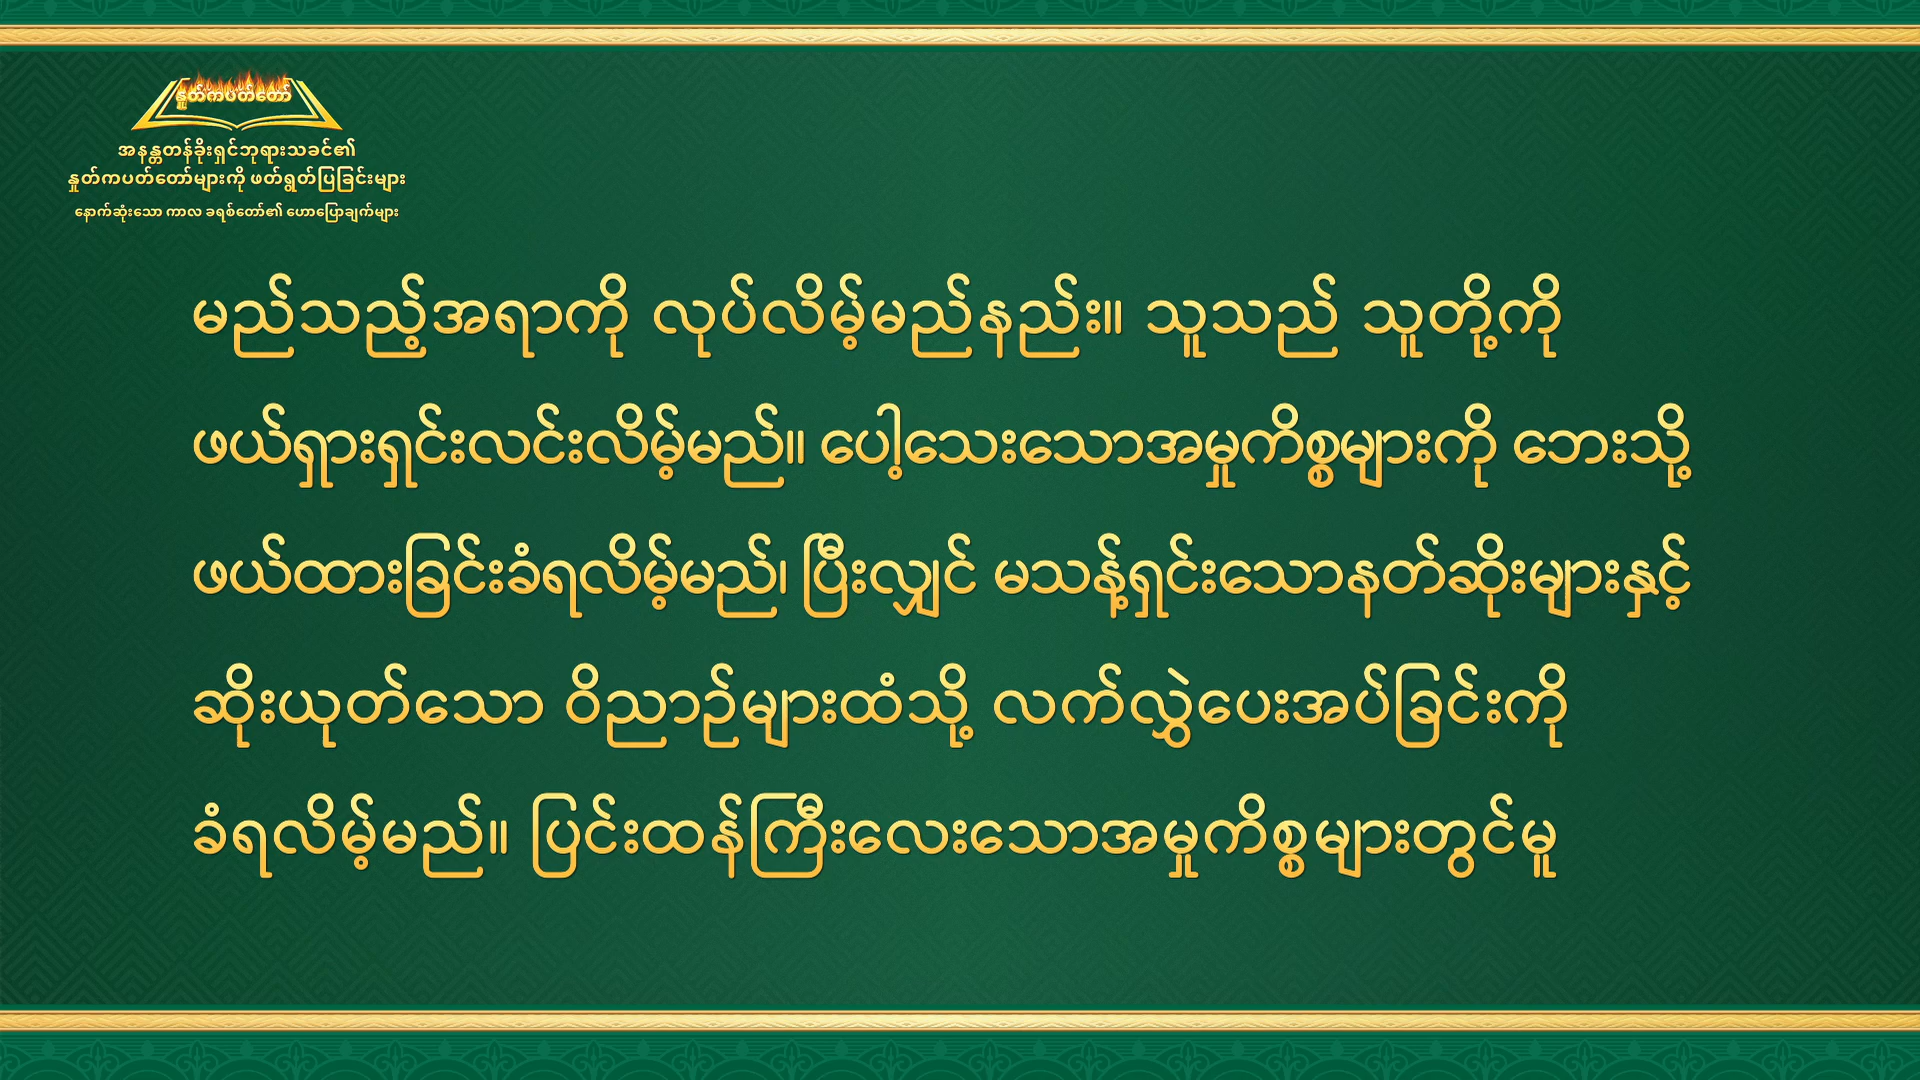 နှုတ်ကပတ်တော်
အနန္တတန်ခိုးရှင်ဘုရားသခင်၏
နှုတ်ကပတ်တော်များကို ဖတ်ရွတ်ပြခြင်းများ
နောက်ဆုံးသော ကာလ ခရစ်တော်၏ ဟောပြောချက်များ
မည်သည့်အရာကို လုပ်လိမ့်မည်နည်း။ သူသည် သူတို့ကို
ဖယ်ရှားရှင်းလင်းလိမ့်မည်။ ပေါ့သေးသောအမှုကိစ္စများကို ဘေးသို့
ဖယ်ထားခြင်းခံရလိမ့်မည်၊ ပြီးလျှင် မသန့်ရှင်းသောနတ်ဆိုးများနှင့်
ဆိုးယုတ်သော ဝိညာဉ်များထံသို့ လက်လွှဲပေးအပ်ခြင်းကို
ခံရလိမ့်မည်။ ပြင်းထန်ကြီးလေးသောအမှုကိစ္စများတွင်မူ